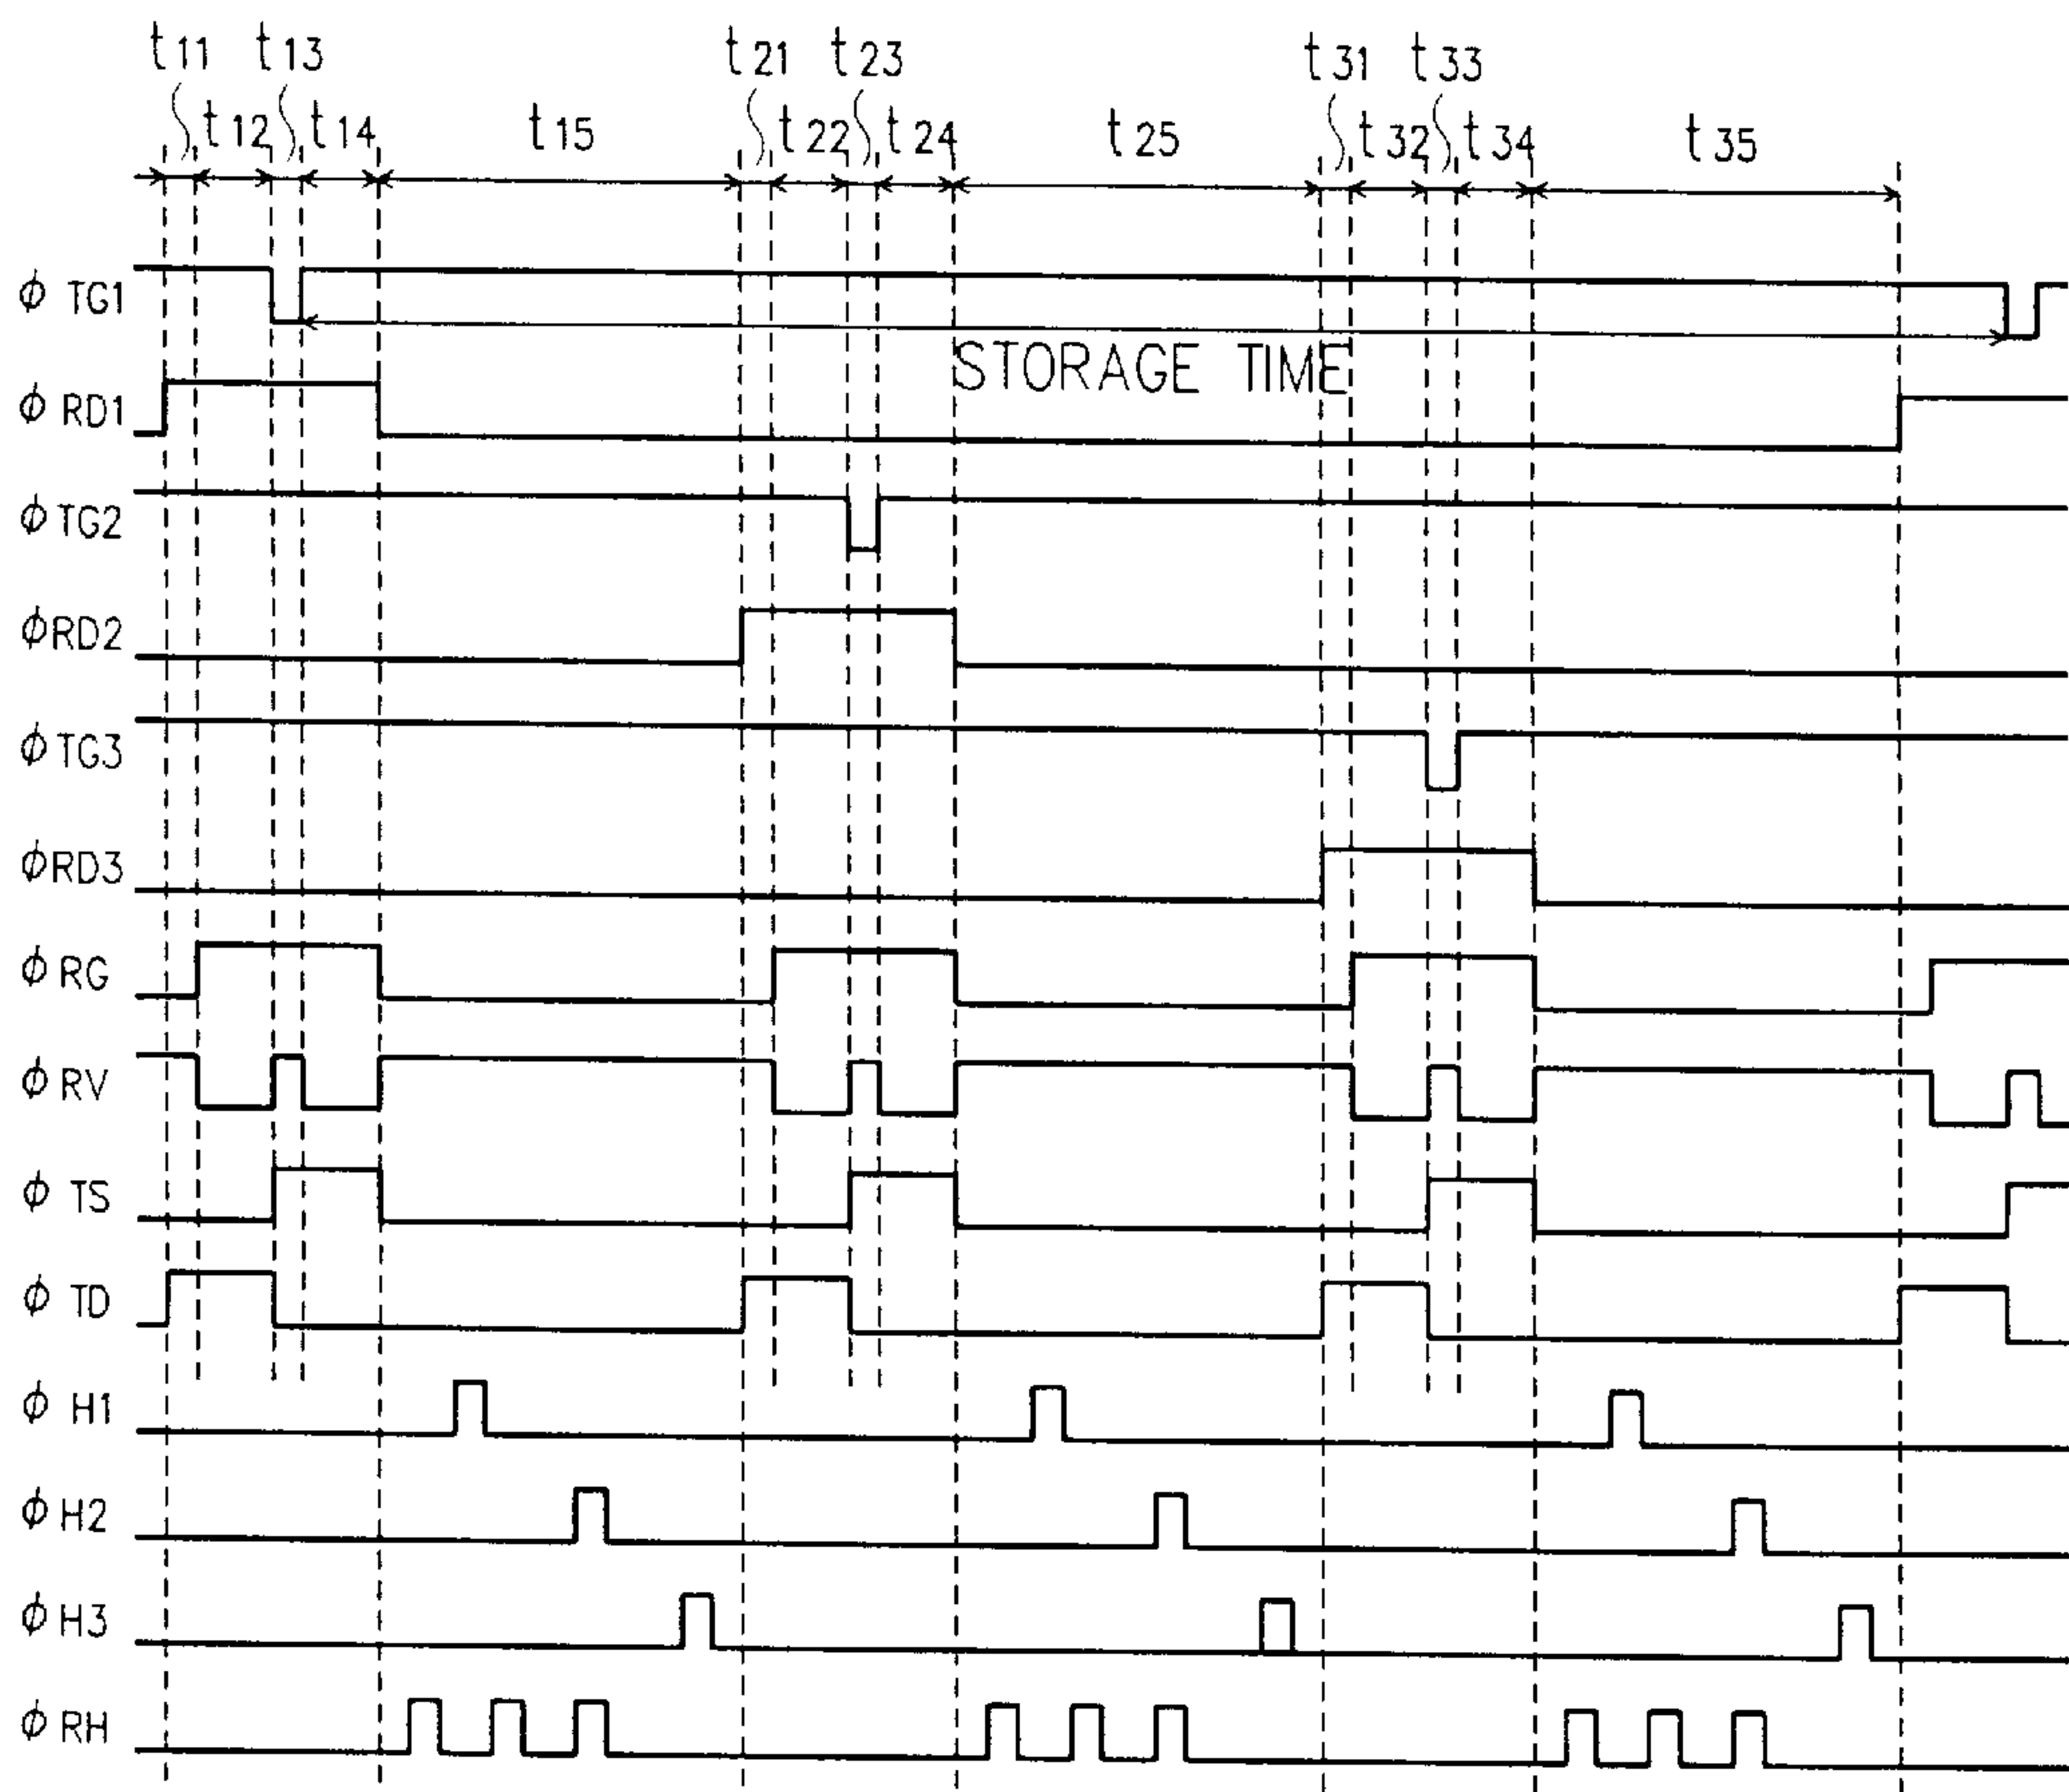 t11 t13 t21 t23 t31 t33
t12 t14 t15 t22 t24 t25 t32 t34 t35
φ TG1
STORAGE TIME
φ RD1
φ TG2
φRD2
φ TG3
φRD3
φ RG
φ RV
φ TS
φ TD
φ H1
φ H2
φ H3
φ RH